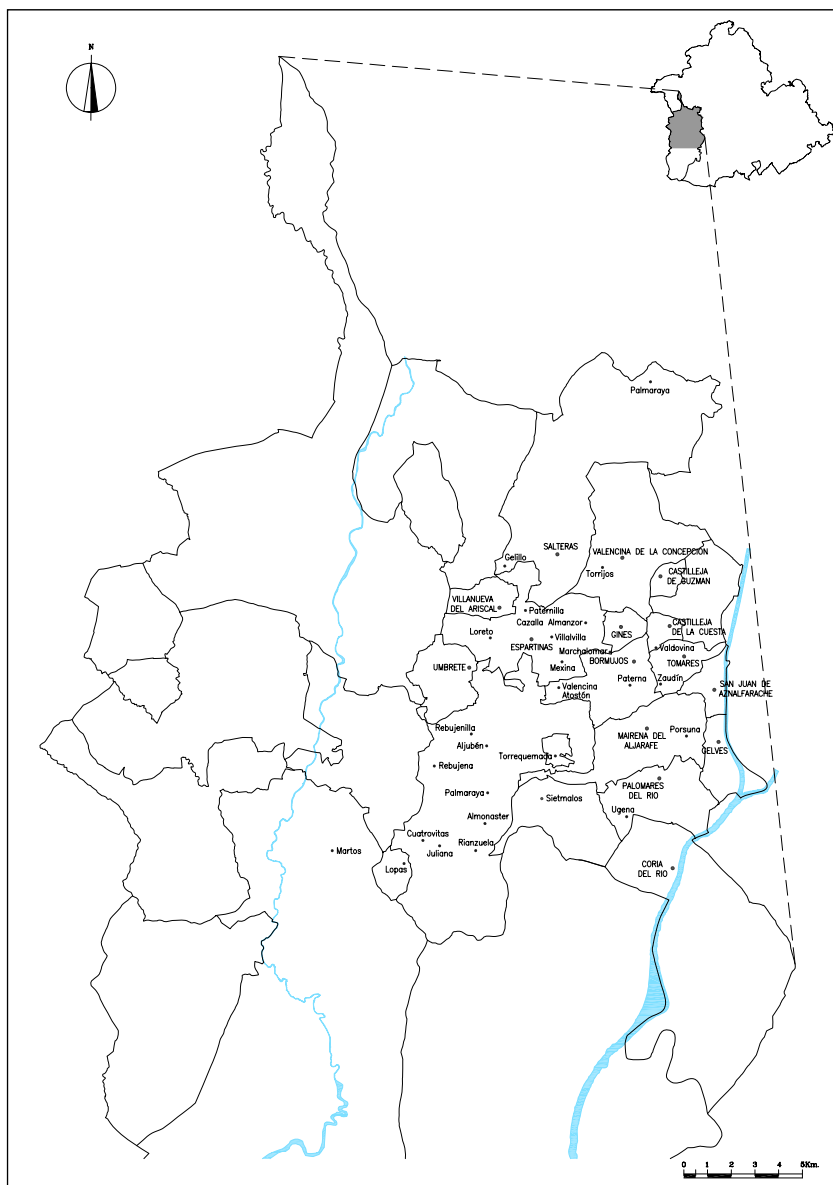 N
Palmaraya
Gelillo
SALTERAS
VALENCINA DE LA CONCEPCION
Torrijos
CASTILLEJA
DE GUZMAN
VILLANUEVA
DEL ARISCAL
Paternilla
Cazalla
Almanzor
GINES
CASTILLEJA
DE LA CUESTA
Loreto
ESPARTINAS
Villalvilla
Marchalomar
Valdovina
UMBRETE
Mexina
BORMUJOS
TOMARES
Valencina
Atostón
Paterna
Zaudín
SAN JUAN DE
AZNALFARACHE
Rebujenilla
MAIRENA DEL
ALJARAFE
Porsuna
Aljubén
Torrequemada
GELVES
Rebujena
PALOMARES
DEL RIO
Palmaraya
Sietmalos
Ugena
Almonaster
Cuatrovitas
Juliana
Rianzuela
Martos
Lopas
CORIA
DEL RIO
0 1 2 3 4 5Km.